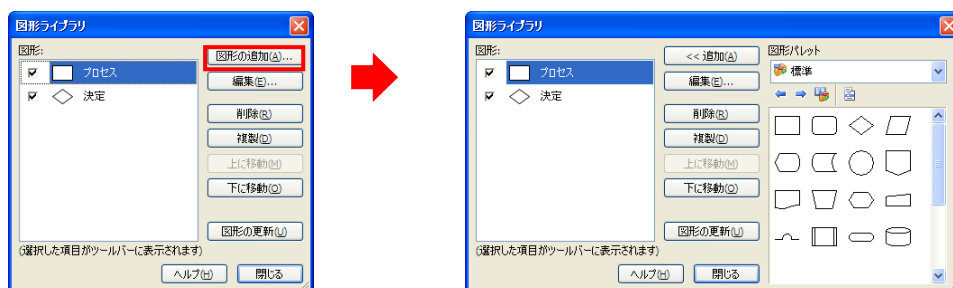 図形ライブラリ
図形:
プロセス
決定
図形の追加(A)...
編集(E)...
削除(R)
複製(D)
上に移動(M)
下に移動(O)
図形の更新(U)
(選択した項目がツールバーに表示されます)
ヘルプ(H)
閉じる
図形ライブラリ
図形:
プロセス
決定
<< 追加(A)
編集(E)...
削除(R)
複製(D)
上に移動(M)
下に移動(O)
図形の更新(U)
(選択した項目がツールバーに表示されます)
ヘルプ(H)
閉じる
図形パレット
標準